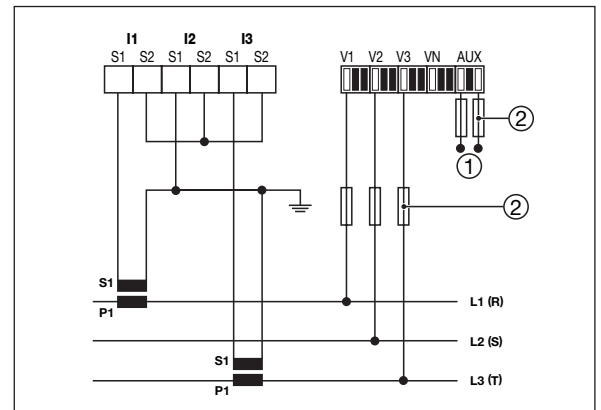 I1 I2 I3
S1 S2 S1 S2 S1 S2
V1 V2 V3 VN AUX
2
1
2
S1
P1
L1 (R)
L2 (S)
S1
P1
L3 (T)